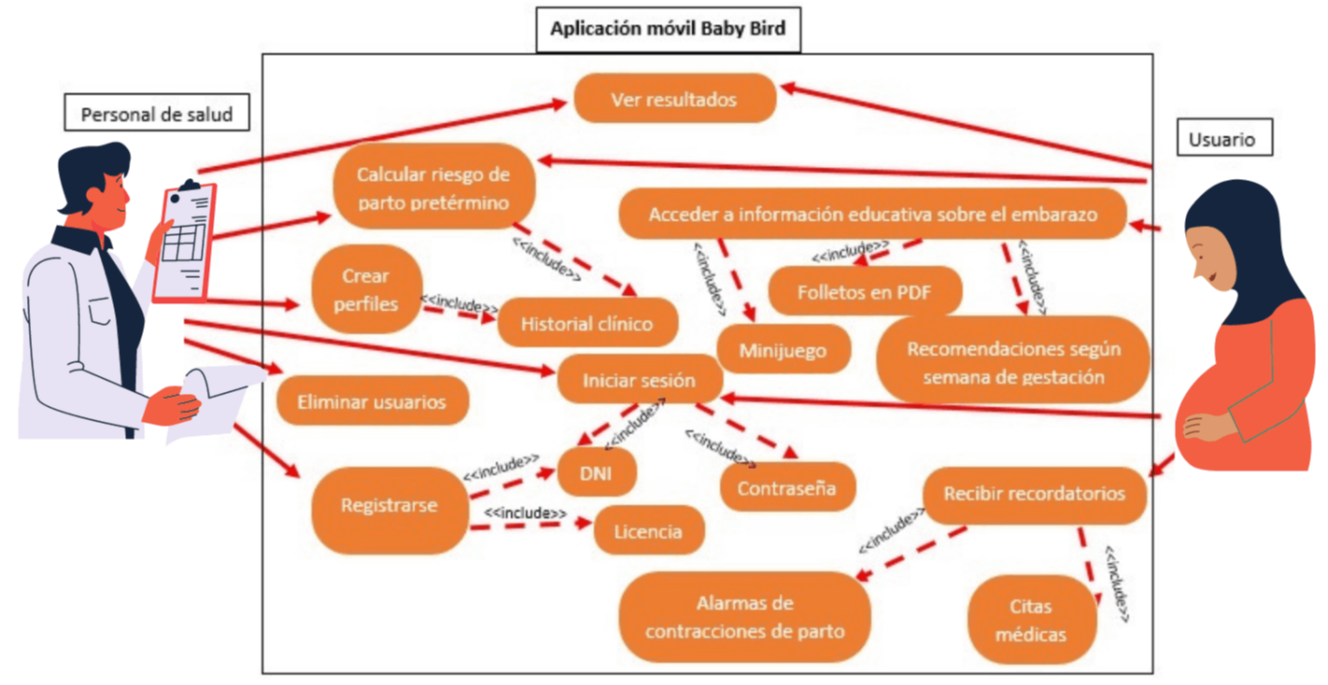 Aplicación móvil Baby Bird
Personal de salud
Usuario
Ver resultados
Calcular riesgo de
parto pretérmino
Acceder a información educativa sobre el embarazo
<<include>>
<<include>>
<<include>>
<<include>>
Crear
perfiles
<<include>>
Historial clínico
Folletos en PDF
Minijuego
Recomendaciones según
semana de gestación
Iniciar sesión
Eliminar usuarios
<<include>>
<<include>>
<<include>>
DNI
Contraseña
Recibir recordatorios
Registrarse
<<include>>
Licencia
<<include>>
<<include>>
Alarmas de
contracciones de parto
Citas
médicas